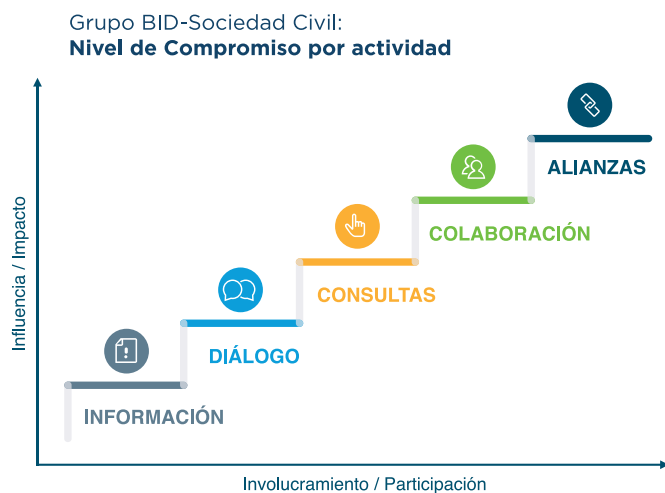 Grupo BID-Sociedad Civil:
Nivel de Compromiso por actividad
ALIANZAS
COLABORACIÓN
CONSULTAS
DIÁLOGO
INFORMACIÓN
Influencia / Impacto
Involucramiento / Participación